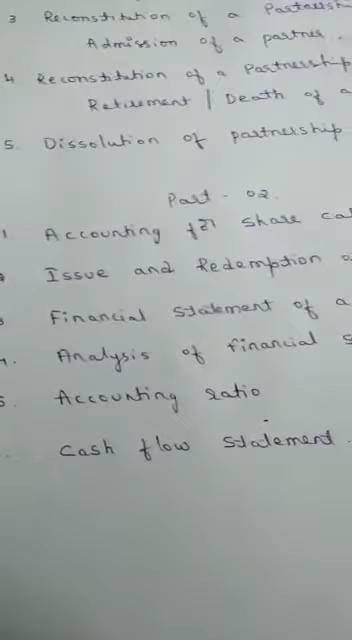 3 Reconstitution of a
Admission of a partner.
4 Reconstitution of a Partnership
Retirement / Death of a
5. Dissolution of partnership
Part - 02.
1 Accounting for share
Issue and Redemption
Financial statement of a
4. Analysis of financial
5. Accounting ratio
Cash flow statement.